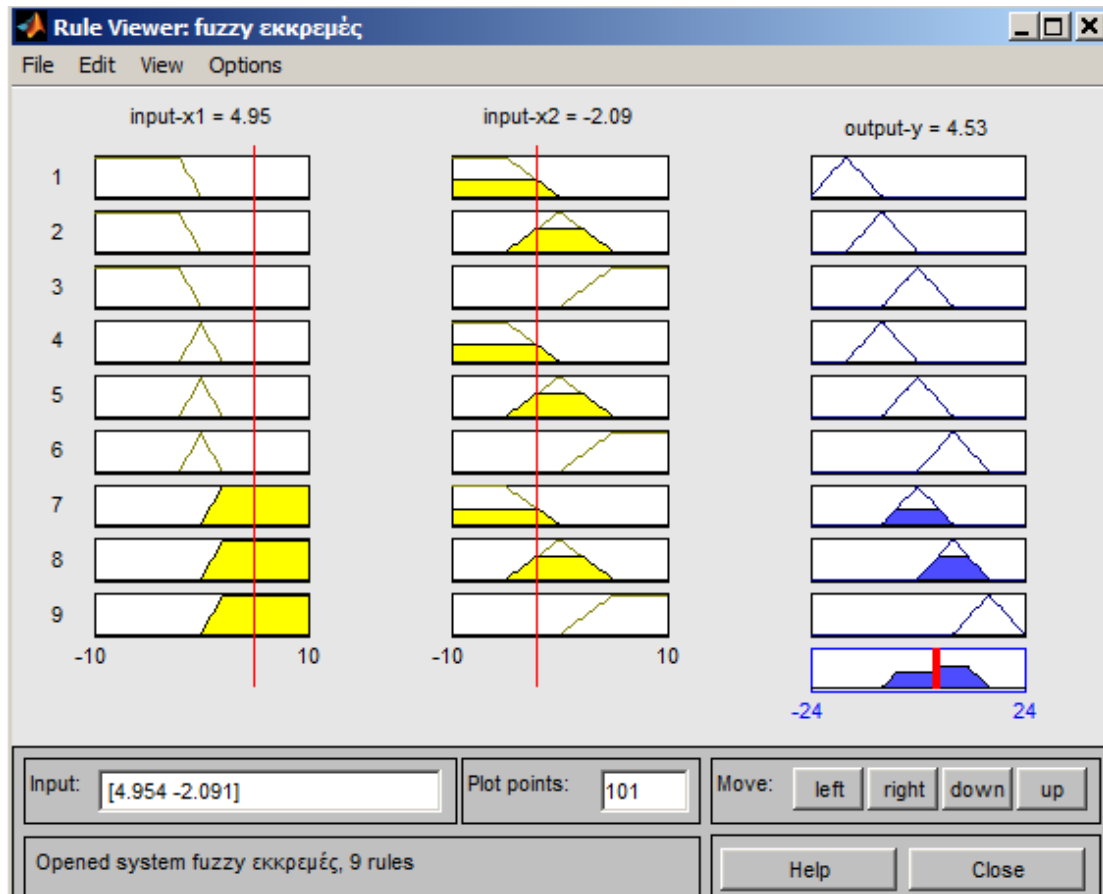 Rule Viewer: fuzzy εκκρεμές
File Edit View Options
input-x1 = 4.95 input-x2 = -2.09 output-y = 4.53
1
2
3
4
5
6
7
8
9
-10 10 -10 10
-24 24
Input: [4.954 -2.091] Plot points: 101 Move: left right down up
Opened system fuzzy εκκρεμές, 9 rules Help Close